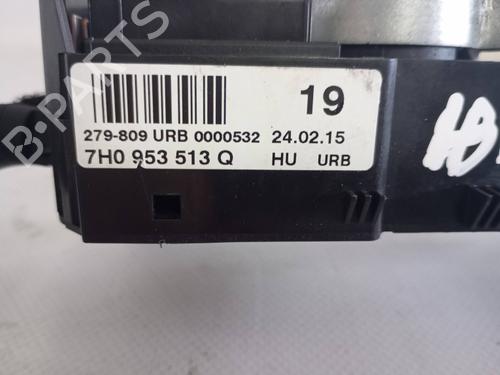 B-PARTS
19
279-809 URB 0000532 24.02.15
7H0 953 513 Q HU URB